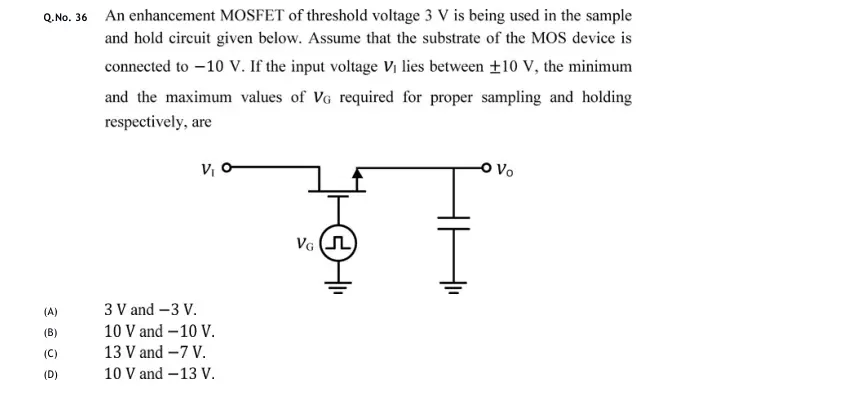 Q.No. 36 An enhancement MOSFET of threshold voltage 3 V is being used in the sample
and hold circuit given below. Assume that the substrate of the MOS device is
connected to −10 V. If the input voltage VI lies between ±10 V, the minimum
and the maximum values of VG required for proper sampling and holding
respectively, are
VI
Vo
VG
(A) 3 V and −3 V.
(B) 10 V and −10 V.
(C) 13 V and −7 V.
(D) 10 V and −13 V.